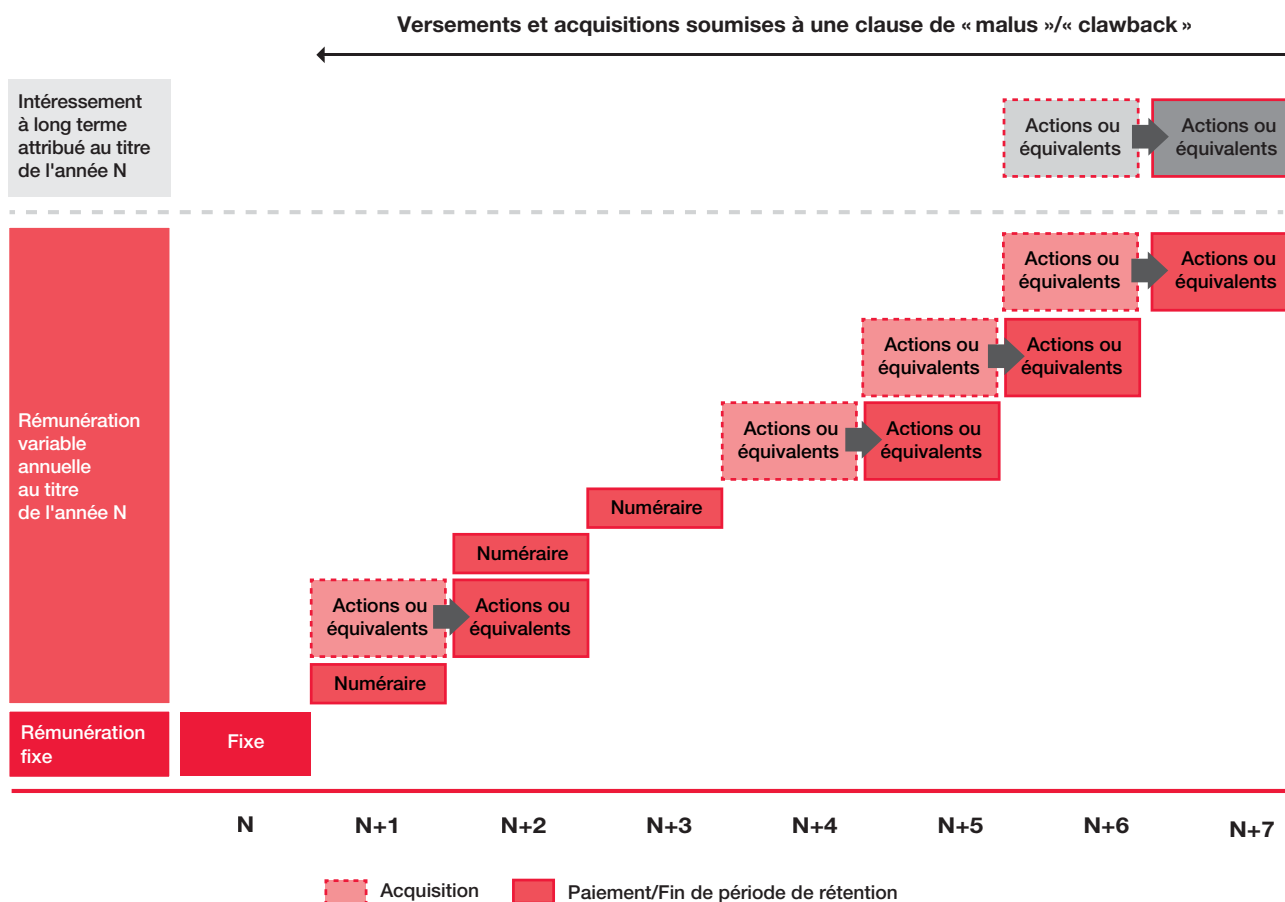 Versements et acquisitions soumises à une clause de « malus »/« clawback »
Intéressement
à long terme
attribué au titre
de l'année N
Actions ou
équivalents
Actions ou
équivalents
Rémunération
variable
annuelle
au titre
de l'année N
Actions ou
équivalents
Actions ou
équivalents
Actions ou
équivalents
Actions ou
équivalents
Actions ou
équivalents
Actions ou
équivalents
Numéraire
Numéraire
Actions ou
équivalents
Actions ou
équivalents
Numéraire
Rémunération
fixe
Fixe
N
N+1
N+2
N+3
N+4
N+5
N+6
N+7
Acquisition
Paiement/Fin de période de rétention